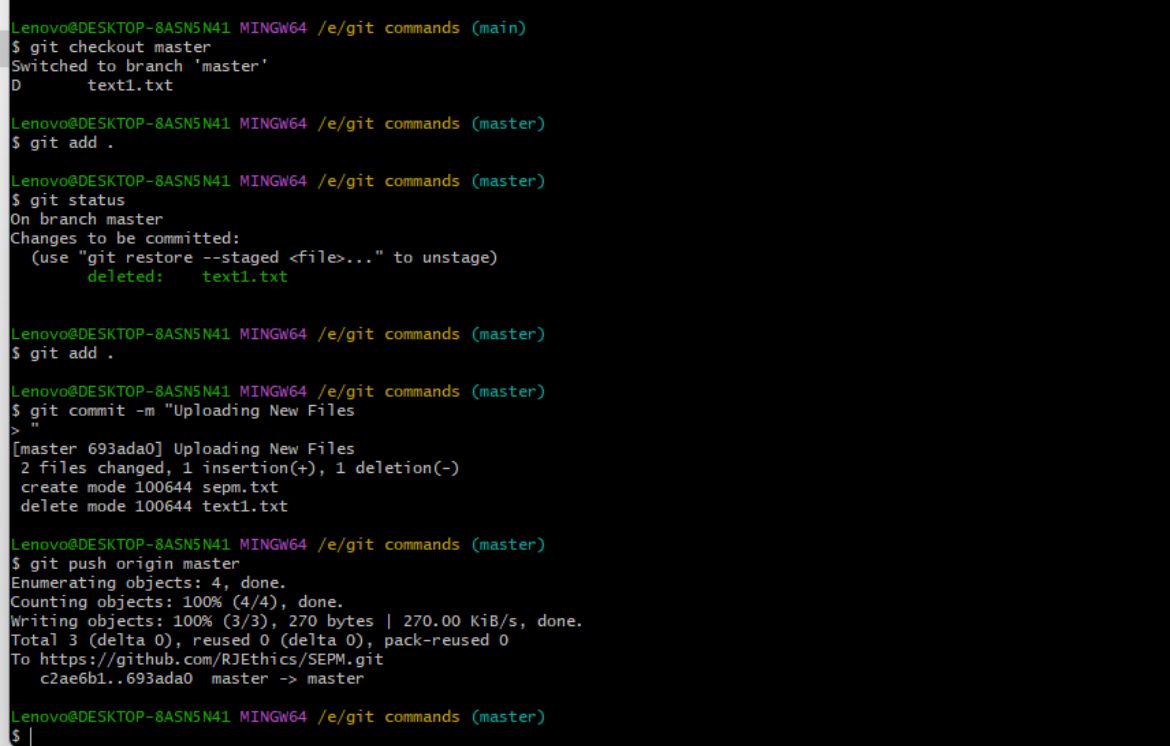 Lenovo@DESKTOP-8ASN5N41 MINGW64 /e/git commands (main)
$ git checkout master
Switched to branch 'master'
D       text1.txt
Lenovo@DESKTOP-8ASN5N41 MINGW64 /e/git commands (master)
$ git add .
Lenovo@DESKTOP-8ASN5N41 MINGW64 /e/git commands (master)
$ git status
On branch master
Changes to be committed:
  (use "git restore --staged <file>..." to unstage)
        deleted:    text1.txt
Lenovo@DESKTOP-8ASN5N41 MINGW64 /e/git commands (master)
$ git add .
Lenovo@DESKTOP-8ASN5N41 MINGW64 /e/git commands (master)
$ git commit -m "Uploading New Files
> "
[master 693ada0] Uploading New Files
 2 files changed, 1 insertion(+), 1 deletion(-)
 create mode 100644 sepm.txt
 delete mode 100644 text1.txt
Lenovo@DESKTOP-8ASN5N41 MINGW64 /e/git commands (master)
$ git push origin master
Enumerating objects: 4, done.
Counting objects: 100% (4/4), done.
Writing objects: 100% (3/3), 270 bytes | 270.00 KiB/s, done.
Total 3 (delta 0), reused 0 (delta 0), pack-reused 0
To https://github.com/RJEthics/SEPM.git
   c2ae6b1..693ada0  master -> master
Lenovo@DESKTOP-8ASN5N41 MINGW64 /e/git commands (master)
$